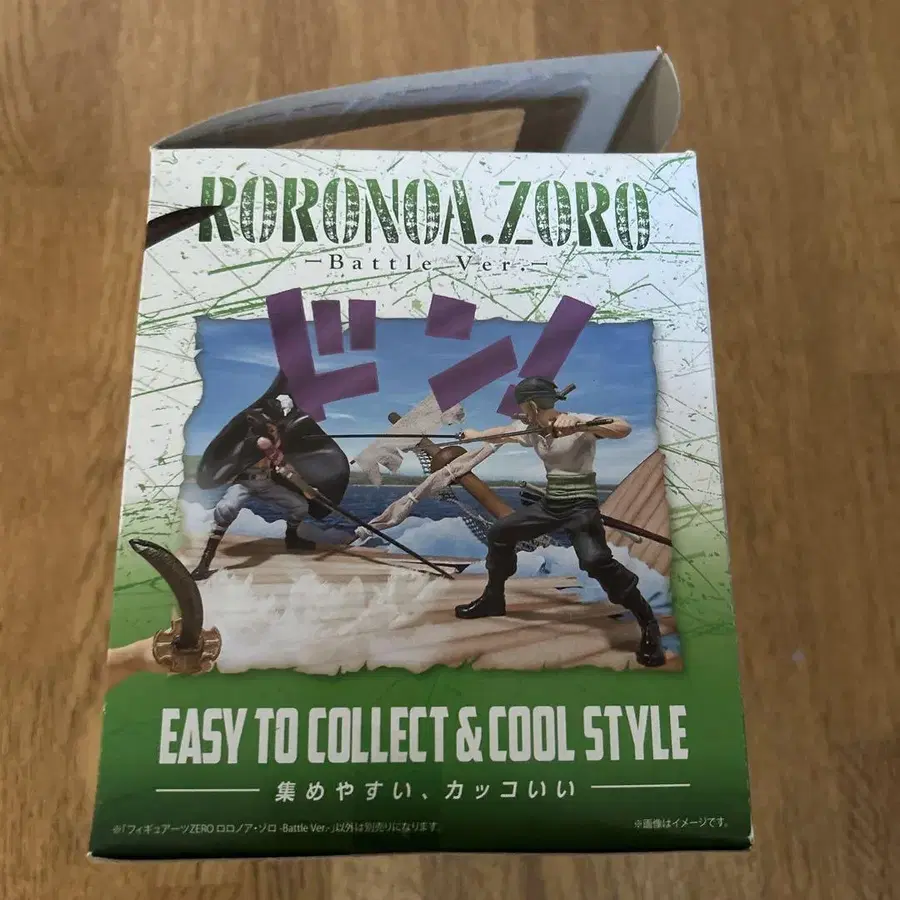 RORONOA.ZORO
-Battle Ver.-
ドン!
EASY TO COLLECT & COOL STYLE
集めやすい、カッコいい
※「フィギュアーツZERO ロロノア・ゾロ -Battle Ver.-」以外は別売りになります。
※画像はイメージです。